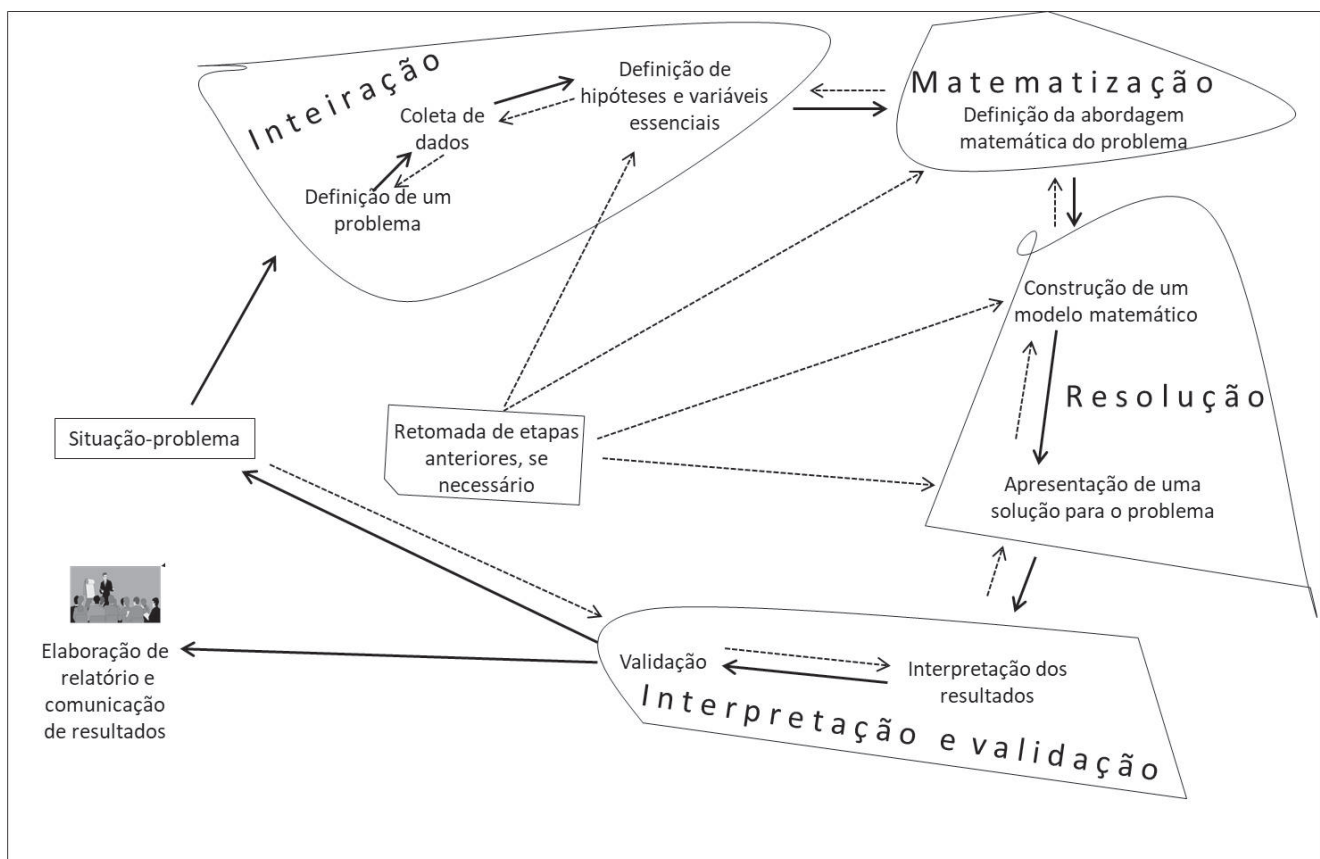 Inteiração
Definição de
hipóteses e variáveis
essenciais
Coleta de
dados
Definição de um
problema
Matematização
Definição da abordagem
matemática do problema
Construção de um
modelo matemático
Resolução
Apresentação de uma
solução para o problema
Situação-problema
Retomada de etapas
anteriores, se
necessário
Validação
Interpretação dos
resultados
Interpretação e validação
Elaboração de
relatório e
comunicação
de resultados